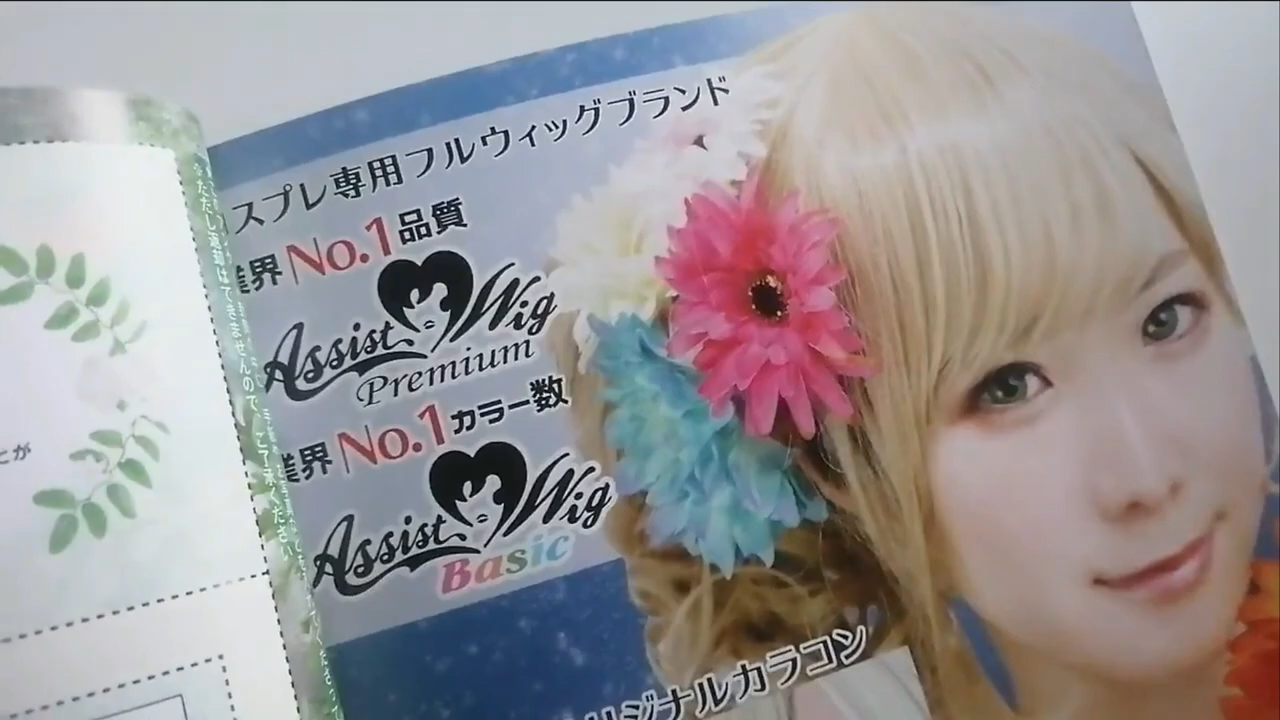 スプレ専用フルウィッグブランド
業界No.1品質
Assist Wig
Premium
業界No.1カラー数
Assist Wig
Basic
リジナルカラコン
ただし返却はできませんので、ご了承ください
とが